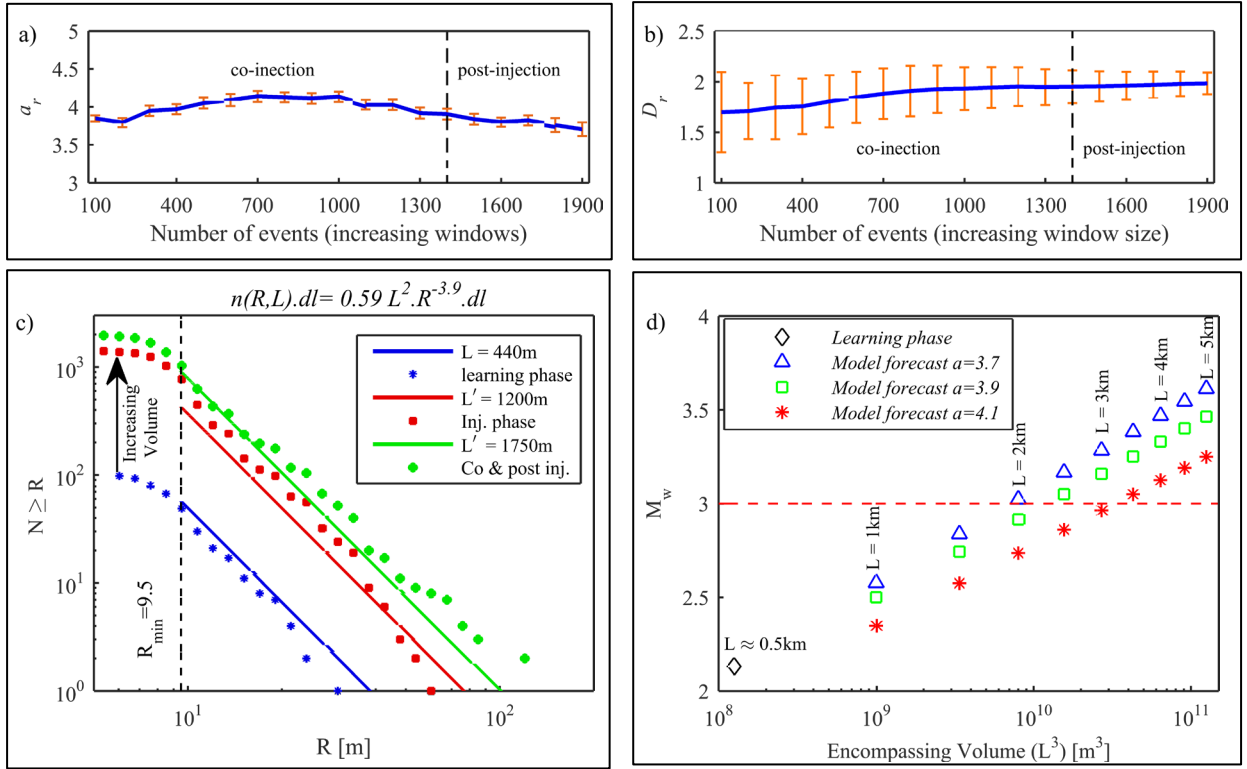 a)
5
4.5
4
3.5
3
a_r
co-inection
post-injection
100 400 700 1000 1300 1600 1900
Number of events (increasing windows)
b)
2.5
2
1.5
1
D_r
co-inection
post-injection
100 400 700 1000 1300 1600 1900
Number of events (increasing window size)
c)
n(R,L).dl= 0.59 L^2.R^-3.9.dl
10^3
10^2
10^1
10^0
N ≥ R
Increasing
Volume
R_min=9.5
L = 440m
learning phase
L′ = 1200m
Inj. phase
L′ = 1750m
Co & post inj.
10^1 10^2
R [m]
d)
4
3.5
3
2.5
2
M_w
Learning phase
Model forecast a=3.7
Model forecast a=3.9
Model forecast a=4.1
L ≈ 0.5km
L = 1km
L = 2km
L = 3km
L = 4km
L = 5km
10^8 10^9 10^10 10^11
Encompassing Volume (L^3) [m^3]